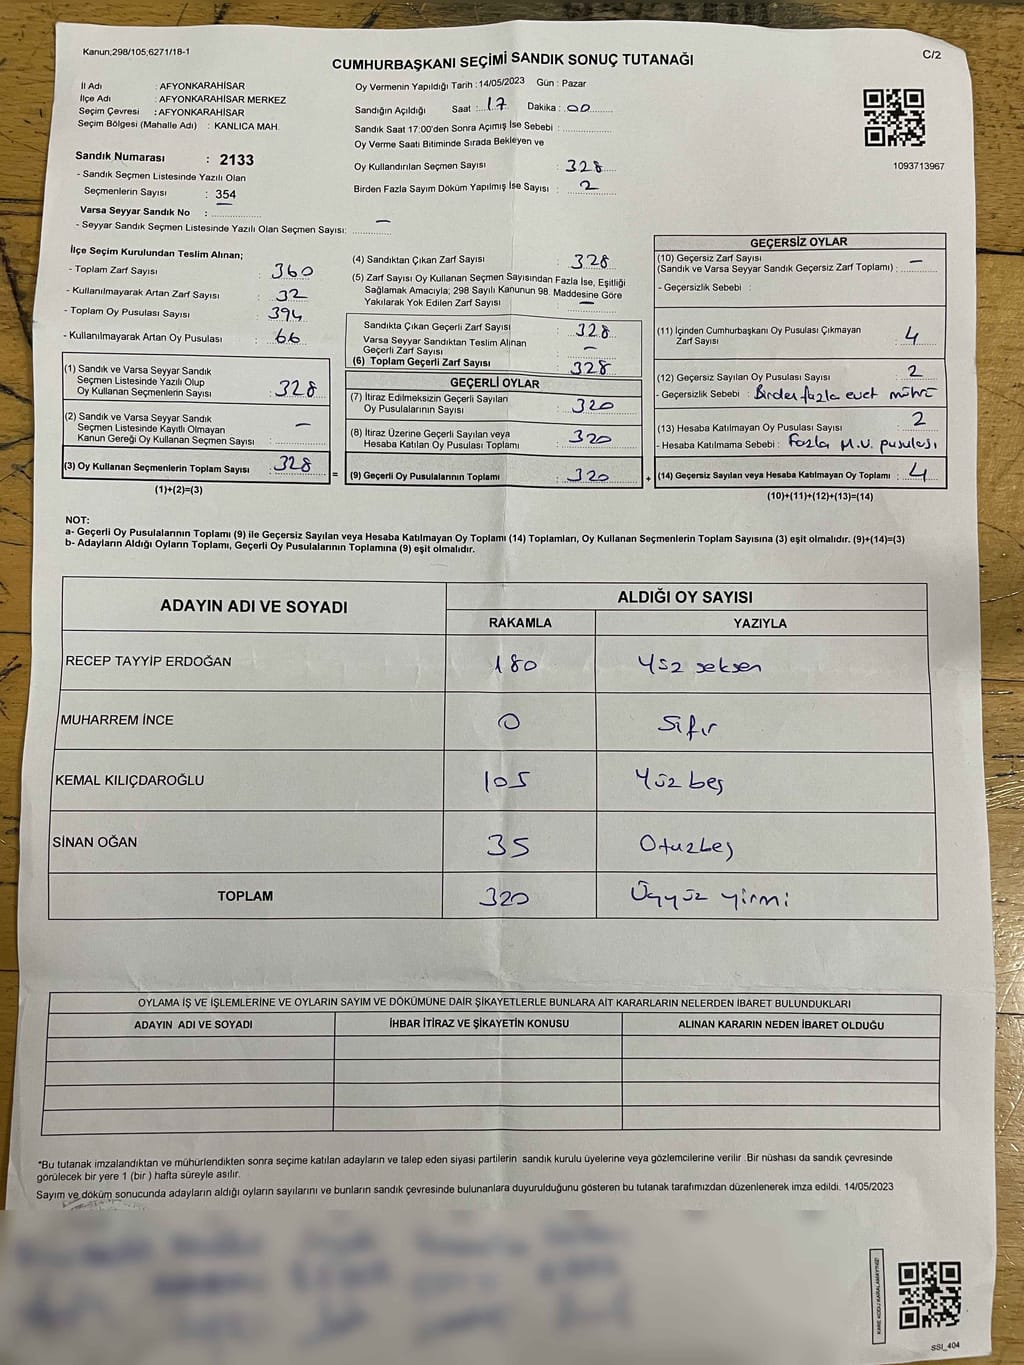 Kanun;298/105,6271/18-1
CUMHURBAŞKANI SEÇİMİ SANDIK SONUÇ TUTANAĞI
C/2
İl Adı : AFYONKARAHİSAR
İlçe Adı : AFYONKARAHİSAR MERKEZ
Seçim Çevresi : AFYONKARAHİSAR
Seçim Bölgesi (Mahalle Adı) : KANLICA MAH.
Sandık Numarası : 2133
- Sandık Seçmen Listesinde Yazılı Olan
Seçmenlerin Sayısı : 354
Varsa Seyyar Sandık No :
- Seyyar Sandık Seçmen Listesinde Yazılı Olan Seçmen Sayısı: –
Oy Vermenin Yapıldığı Tarih : 14/05/2023 Gün : Pazar
Sandığın Açıldığı Saat : 17 Dakika : 00
Sandık Saat 17:00'den Sonra Açımış İse Sebebi :
Oy Verme Saati Bitiminde Sırada Bekleyen ve
Oy Kullandırılan Seçmen Sayısı : 328
Birden Fazla Sayım Döküm Yapılmış İse Sayısı : 2
1093713967
İlçe Seçim Kurulundan Teslim Alınan;
- Toplam Zarf Sayısı : 360
- Kullanılmayarak Artan Zarf Sayısı : 32
- Toplam Oy Pusulası Sayısı : 394
- Kullanılmayarak Artan Oy Pusulası : 66
(1) Sandık ve Varsa Seyyar Sandık
Seçmen Listesinde Yazılı Olup
Oy Kullanan Seçmenlerin Sayısı : 328
(2) Sandık ve Varsa Seyyar Sandık
Seçmen Listesinde Kayıtlı Olmayan
Kanun Gereği Oy Kullanan Seçmen Sayısı : –
(3) Oy Kullanan Seçmenlerin Toplam Sayısı : 328
(1)+(2)=(3)
(4) Sandıktan Çıkan Zarf Sayısı : 328
(5) Zarf Sayısı Oy Kullanan Seçmen Sayısından Fazla İse, Eşitliği
Sağlamak Amacıyla; 298 Sayılı Kanunun 98. Maddesine Göre
Yakılarak Yok Edilen Zarf Sayısı : –
Sandıkta Çıkan Geçerli Zarf Sayısı : 328
Varsa Seyyar Sandıktan Teslim Alınan
Geçerli Zarf Sayısı : –
(6) Toplam Geçerli Zarf Sayısı : 328
GEÇERLİ OYLAR
(7) İtiraz Edilmeksizin Geçerli Sayılan
Oy Pusulalarının Sayısı : 320
(8) İtiraz Üzerine Geçerli Sayılan veya
Hesaba Katılan Oy Pusulası Toplamı : 320
= (9) Geçerli Oy Pusulalarının Toplamı : 320 +
GEÇERSİZ OYLAR
(10) Geçersiz Zarf Sayısı
(Sandık ve Varsa Seyyar Sandık Geçersiz Zarf Toplamı) : –
- Geçersizlik Sebebi :
(11) İçinden Cumhurbaşkanı Oy Pusulası Çıkmayan
Zarf Sayısı : 4
(12) Geçersiz Sayılan Oy Pusulası Sayısı : 2
- Geçersizlik Sebebi : Birden fazla evet mührü
(13) Hesaba Katılmayan Oy Pusulası Sayısı : 2
- Hesaba Katılmama Sebebi : Fazla M.V. pusulası
(14) Geçersiz Sayılan veya Hesaba Katılmayan Oy Toplamı : 4
(10)+(11)+(12)+(13)=(14)
NOT:
a- Geçerli Oy Pusulalarının Toplamı (9) ile Geçersiz Sayılan veya Hesaba Katılmayan Oy Toplamı (14) Toplamları, Oy Kullanan Seçmenlerin Toplam Sayısına (3) eşit olmalıdır. (9)+(14)=(3)
b- Adayların Aldığı Oyların Toplamı, Geçerli Oy Pusulalarının Toplamına (9) eşit olmalıdır.
ADAYIN ADI VE SOYADI ALDIĞI OY SAYISI
RAKAMLA YAZIYLA
RECEP TAYYİP ERDOĞAN 180 Yüz seksen
MUHARREM İNCE 0 Sıfır
KEMAL KILIÇDAROĞLU 105 Yüz beş
SİNAN OĞAN 35 Otuzbeş
TOPLAM 320 Üçyüz yirmi
OYLAMA İŞ VE İŞLEMLERİNE VE OYLARIN SAYIM VE DÖKÜMÜNE DAİR ŞİKAYETLERLE BUNLARA AİT KARARLARIN NELERDEN İBARET BULUNDUKLARI
ADAYIN ADI VE SOYADI İHBAR İTİRAZ VE ŞİKAYETİN KONUSU ALINAN KARARIN NEDEN İBARET OLDUĞU
*Bu tutanak imzalandıktan ve mühürlendikten sonra seçime katılan adayların ve talep eden siyasi partilerin sandık kurulu üyelerine veya gözlemcilerine verilir .Bir nüshası da sandık çevresinde
görülecek bir yere 1 (bir ) hafta süreyle asılır.
Sayım ve döküm sonucunda adayların aldığı oyların sayılarını ve bunların sandık çevresinde bulunanlara duyurulduğunu gösteren bu tutanak tarafımızdan düzenlenerek imza edildi. 14/05/2023
KARE KODU KARALAMAYINIZ!
SSI_404